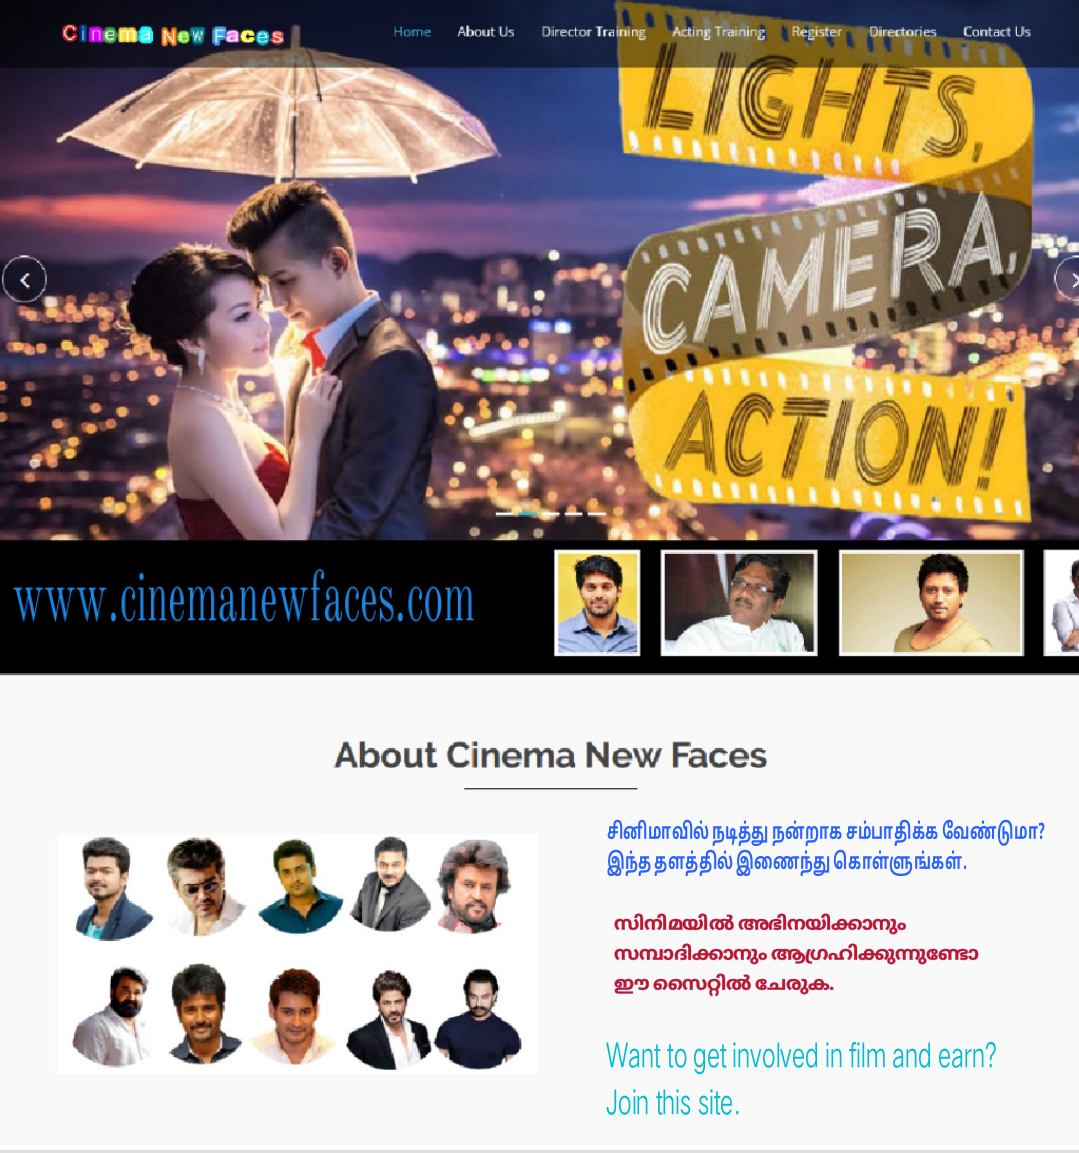 Cinema New Faces
Home About Us Director Training Acting Training Register Directories Contact Us
LIGHTS,
CAMERA,
ACTION!
www.cinemanewfaces.com
About Cinema New Faces
சினிமாவில் நடித்து நன்றாக சம்பாதிக்க வேண்டுமா?
இந்த தளத்தில் இணைந்து கொள்ளுங்கள்.
സിനിമയിൽ അഭിനയിക്കാനും
സമ്പാദിക്കാനും ആഗ്രഹിക്കുന്നുണ്ടോ
ഈ സൈറ്റിൽ ചേരുക.
Want to get involved in film and earn?
Join this site.